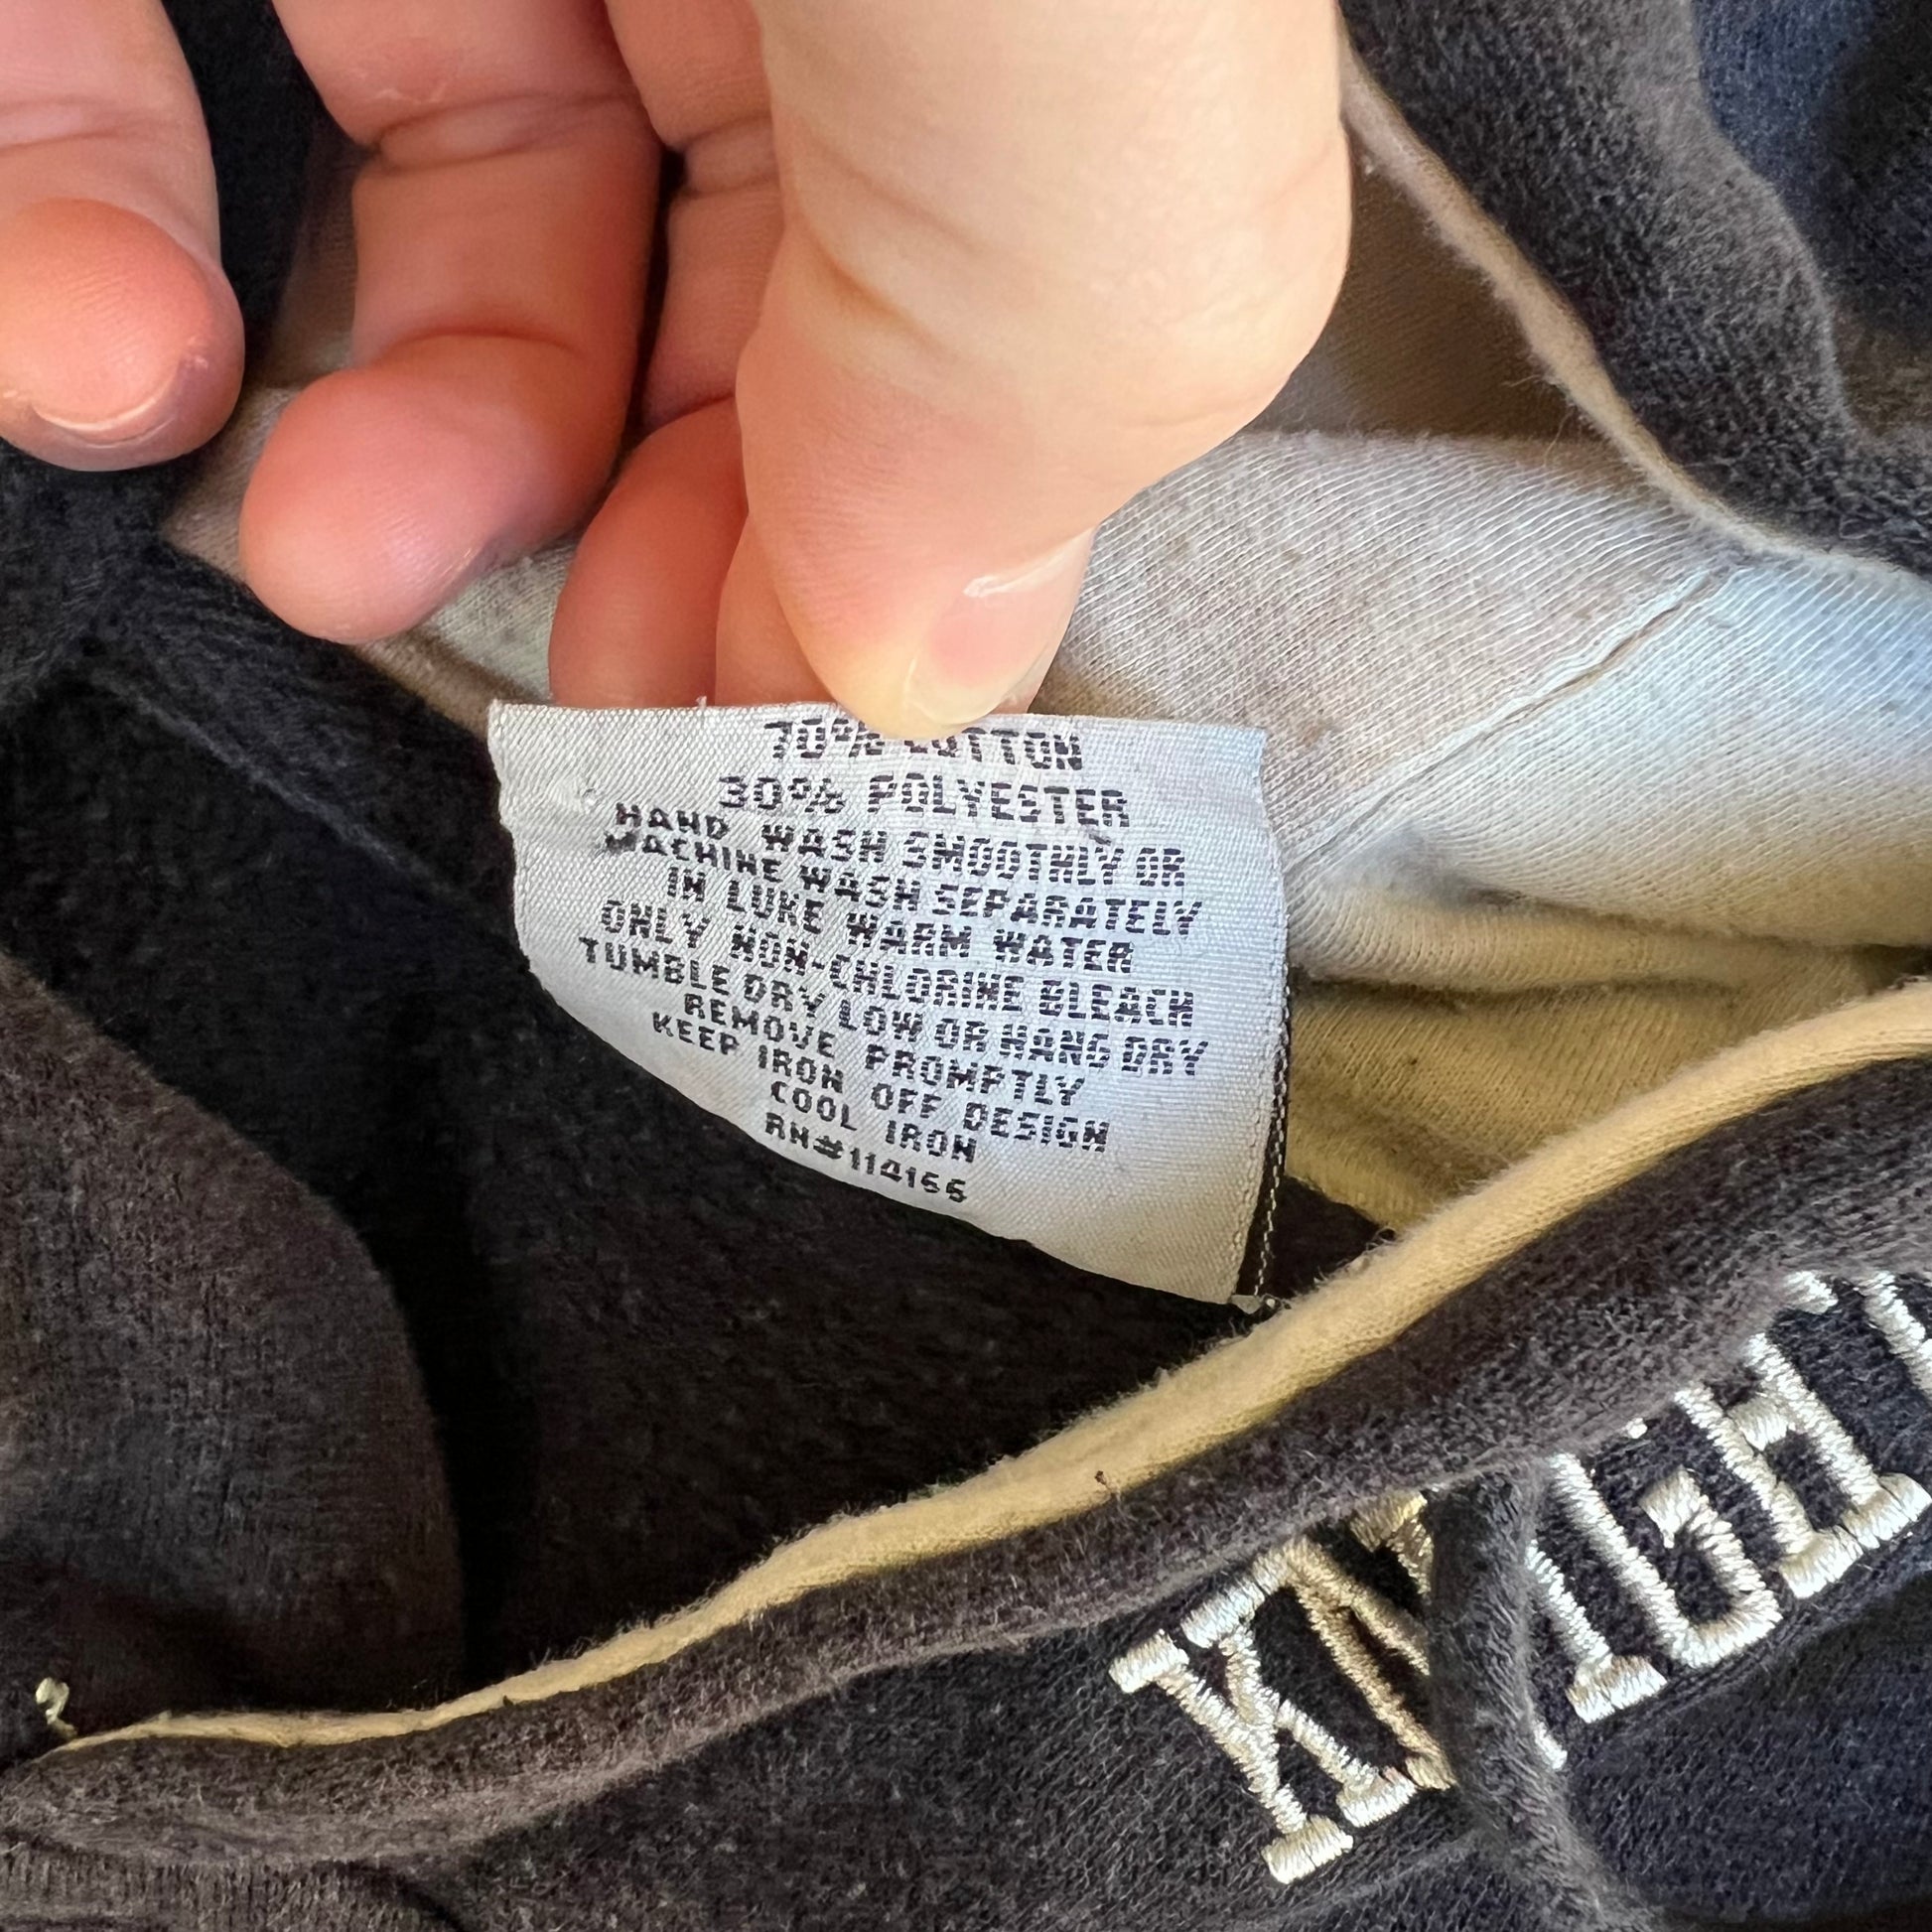 70% COTTON
30% POLYESTER
HAND WASH SMOOTHLY OR
MACHINE WASH SEPARATELY
IN LUKE WARM WATER
ONLY NON-CHLORINE BLEACH
TUMBLE DRY LOW OR HANG DRY
REMOVE PROMPTLY
KEEP IRON OFF DESIGN
COOL IRON
RN#114166
KNIGH